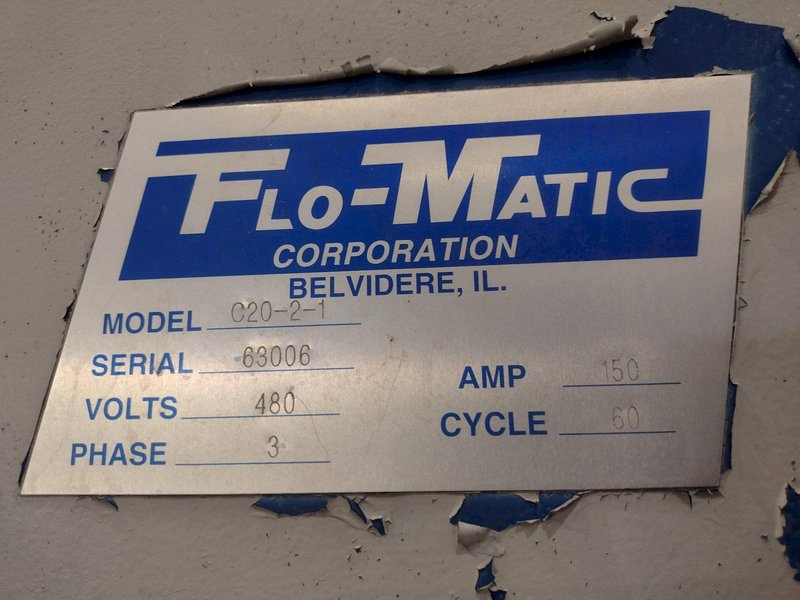 FLO-MATIC
CORPORATION
BELVIDERE, IL.
MODEL C20-2-1
SERIAL 63006
VOLTS 480
PHASE 3
AMP 150
CYCLE 60